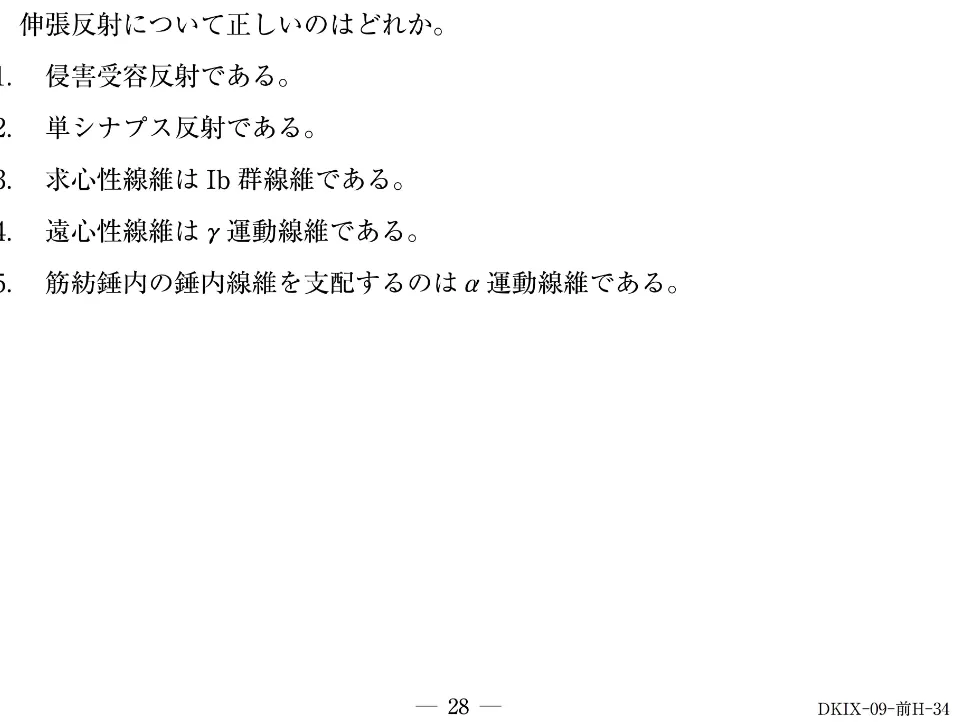 伸張反射について正しいのはどれか。
1. 侵害受容反射である。
2. 単シナプス反射である。
3. 求心性線維は Ib 群線維である。
4. 遠心性線維は γ 運動線維である。
5. 筋紡錘内の錘内線維を支配するのは α 運動線維である。
— 28 —
DKIX-09-前H-34